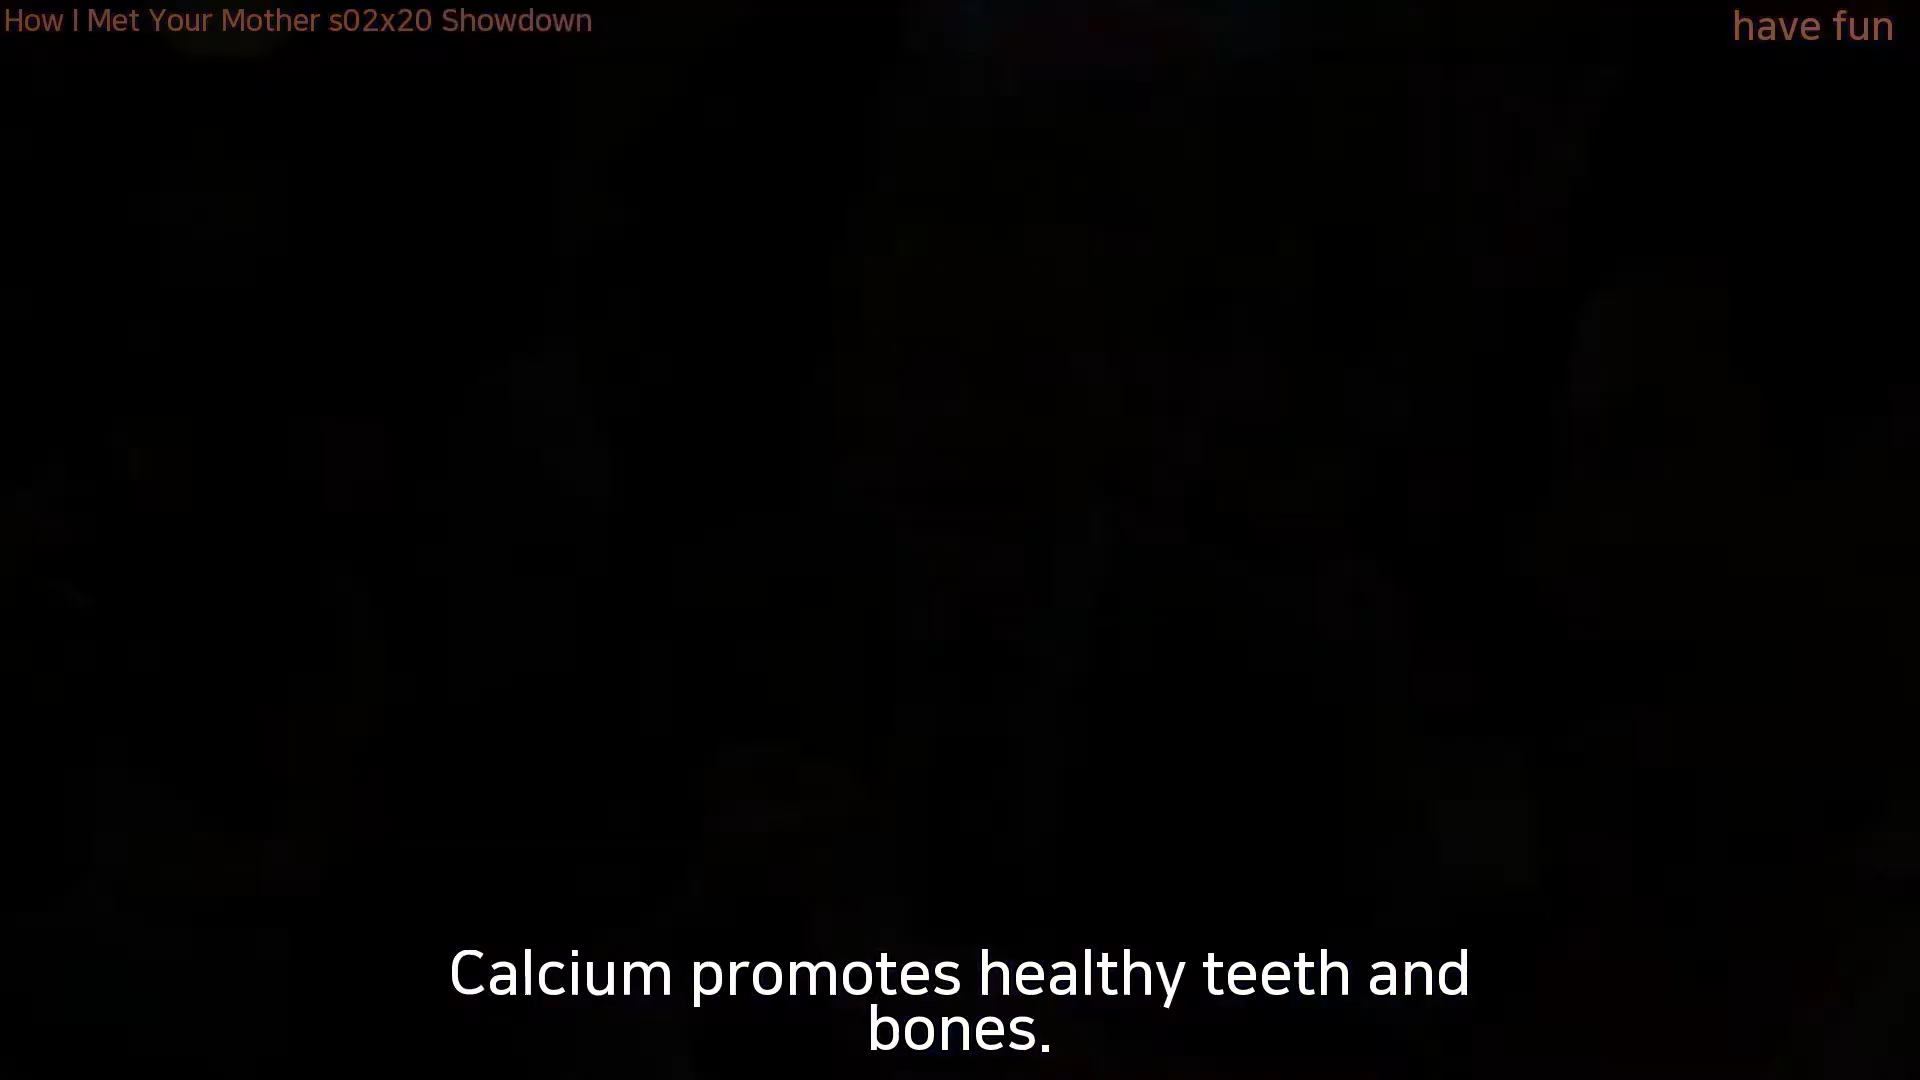 How I Met Your Mother s02x20 Showdown
have fun
Calcium promotes healthy teeth and
bones.